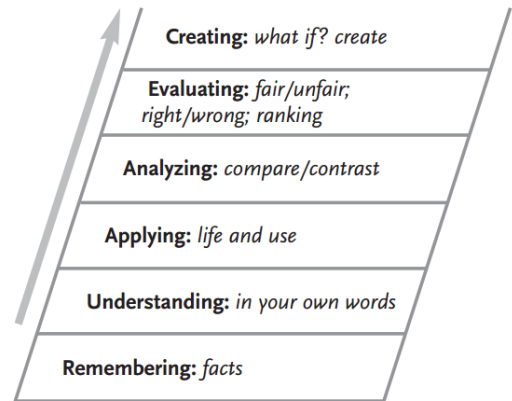 Creating: what if? create
Evaluating: fair/unfair;
right/wrong; ranking
Analyzing: compare/contrast
Applying: life and use
Understanding: in your own words
Remembering: facts